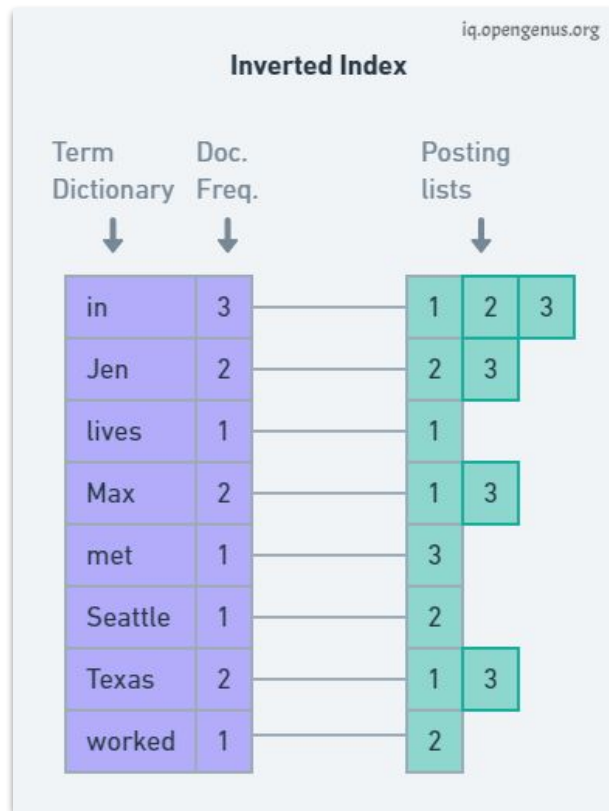 iq.opengenus.org
Inverted Index
Term Dictionary
Doc. Freq.
Posting lists
in 3 1 2 3
Jen 2 2 3
lives 1 1
Max 2 1 3
met 1 3
Seattle 1 2
Texas 2 1 3
worked 1 2